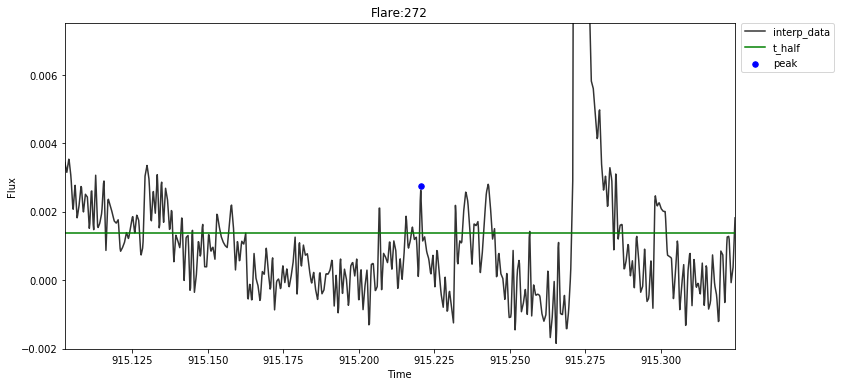 Flare:272
interp_data
t_half
peak
0.006
0.004
0.002
0.000
−0.002
Flux
915.125
915.150
915.175
915.200
915.225
915.250
915.275
915.300
Time